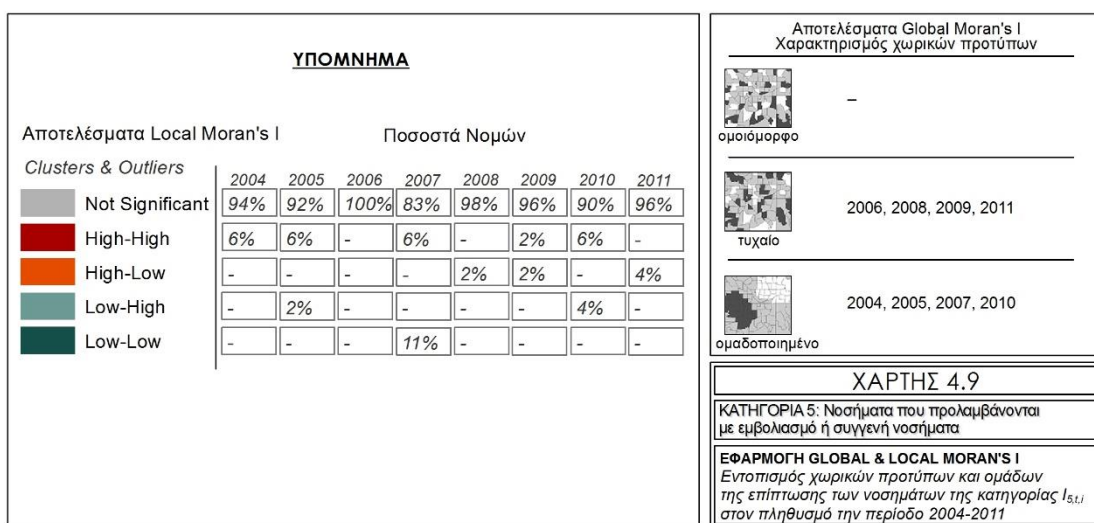 ΥΠΟΜΝΗΜΑ
Αποτελέσματα Local Moran's I Ποσοστά Νομών
Clusters & Outliers
2004 2005 2006 2007 2008 2009 2010 2011
Not Significant 94% 92% 100% 83% 98% 96% 90% 96%
High-High 6% 6% - 6% - 2% 6% -
High-Low - - - - 2% 2% - 4%
Low-High - 2% - - - - 4% -
Low-Low - - - 11% - - - -
Αποτελέσματα Global Moran's I
Χαρακτηρισμός χωρικών προτύπων
ομοιόμορφο –
τυχαίο 2006, 2008, 2009, 2011
ομαδοποιημένο 2004, 2005, 2007, 2010
ΧΑΡΤΗΣ 4.9
ΚΑΤΗΓΟΡΙΑ 5: Νοσήματα που προλαμβάνονται
με εμβολιασμό ή συγγενή νοσήματα
ΕΦΑΡΜΟΓΗ GLOBAL & LOCAL MORAN'S I
Εντοπισμός χωρικών προτύπων και ομάδων
της επίπτωσης των νοσημάτων της κατηγορίας I5,t,i
στον πληθυσμό την περίοδο 2004-2011